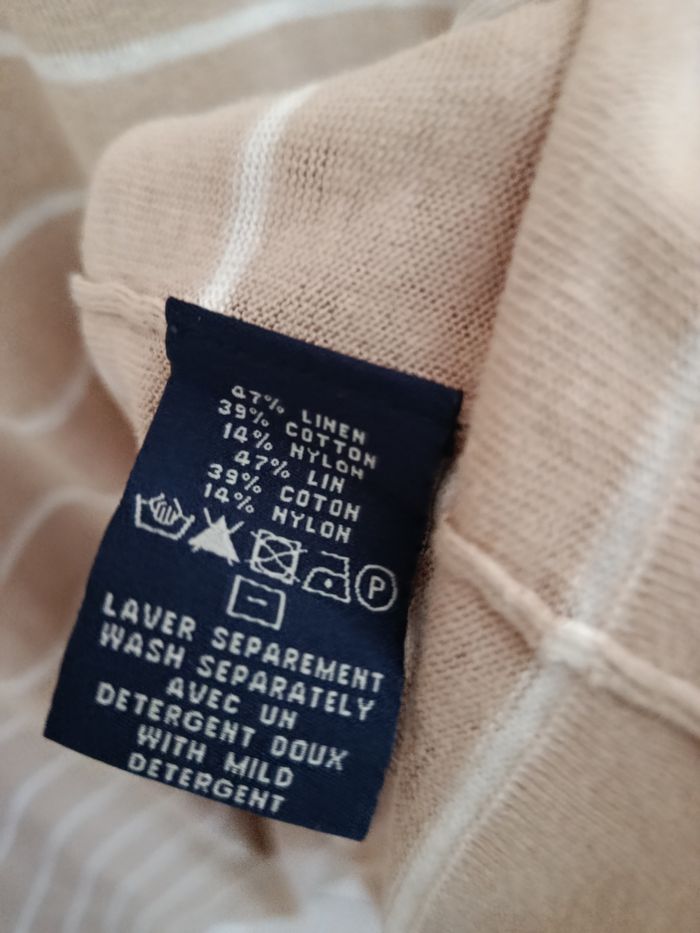 47% LINEN
39% COTTON
14% NYLON
47% LIN
39% COTON
14% NYLON
P
LAVER SEPAREMENT
WASH SEPARATELY
AVEC UN
DETERGENT DOUX
WITH MILD
DETERGENT